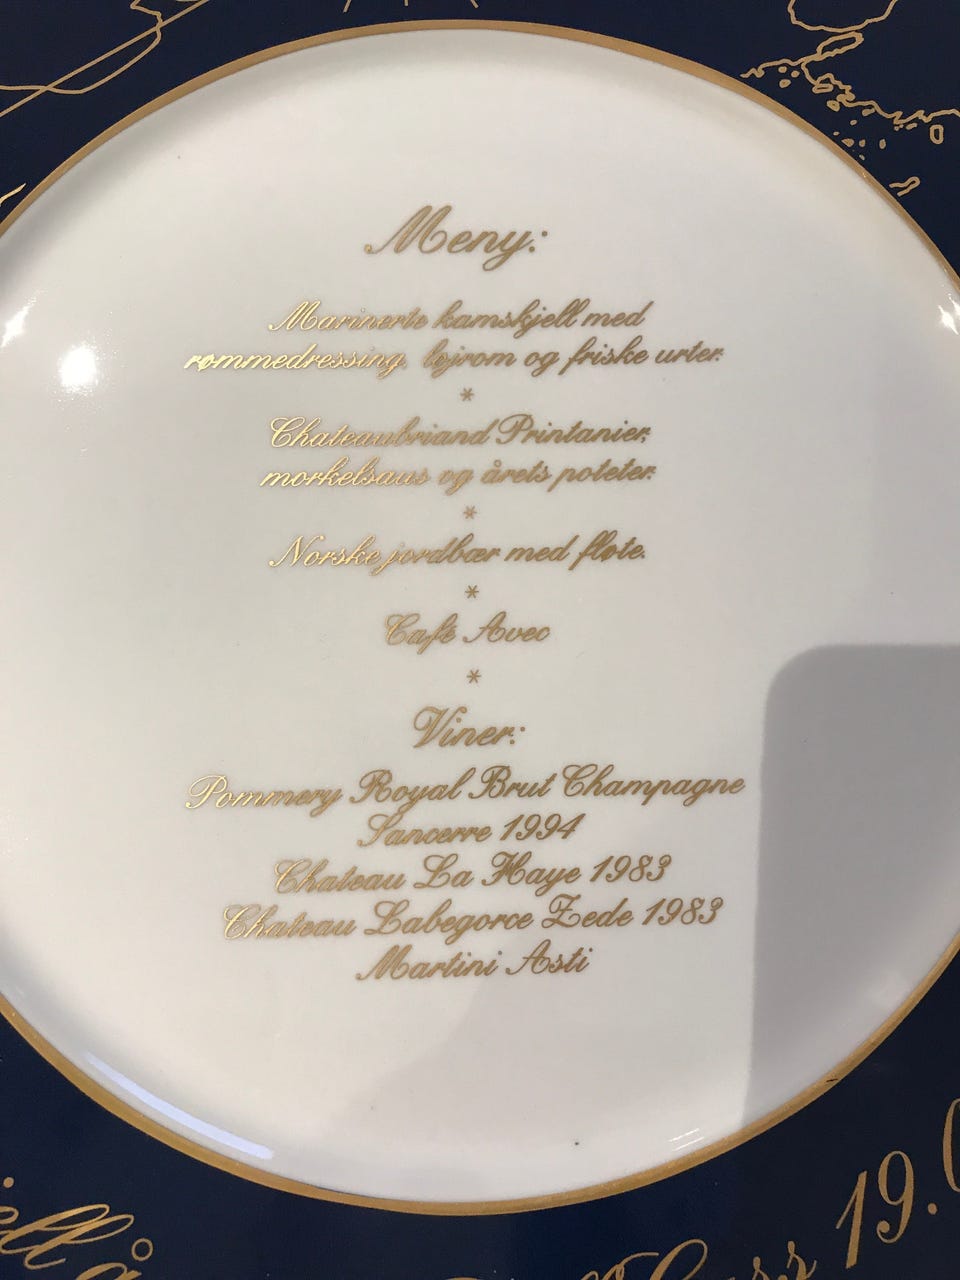 Meny:
Marinerte kamskjell med
rømmedressing, løjrom og friske urter.
*
Chateaubriand Printanier,
morkelsaus og årets poteter.
*
Norske jordbær med fløte.
*
Café Avec
*
Viner:
Pommery Royal Brut Champagne
Sancerre 1994
Chateau La Haye 1983
Chateau Labegorce Zede 1983
Martini Asti
å
19.0